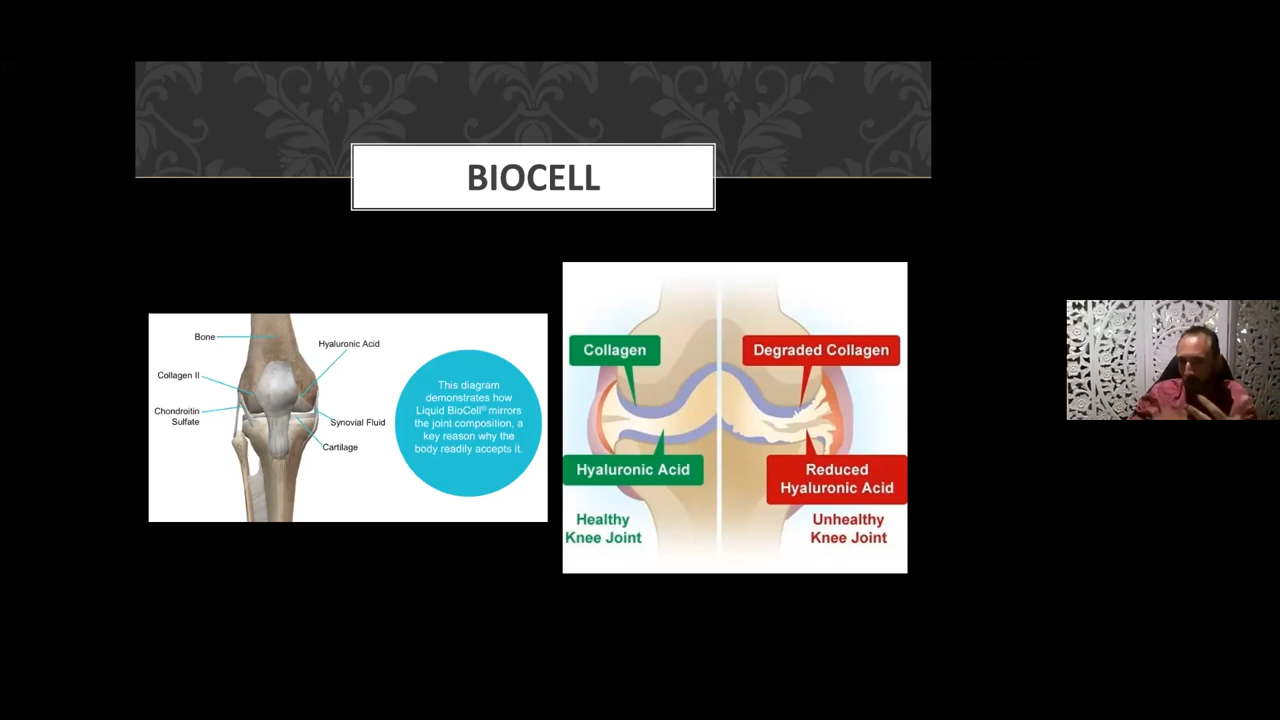 BIOCELL
Bone
Hyaluronic Acid
Collagen II
Chondroitin
Sulfate
Synovial Fluid
Cartilage
This diagram
demonstrates how
Liquid BioCell® mirrors
the joint composition, a
key reason why the
body readily accepts it.
Collagen
Degraded Collagen
Hyaluronic Acid
Reduced
Hyaluronic Acid
Healthy
Knee Joint
Unhealthy
Knee Joint